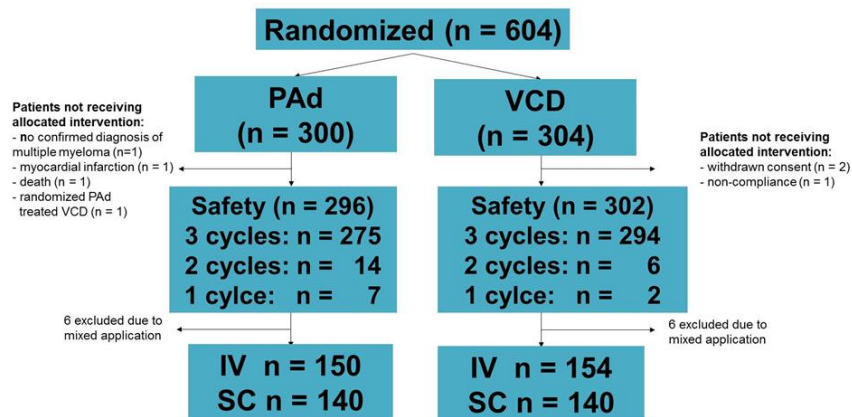 Randomized (n = 604)
PAd
(n = 300)
VCD
(n = 304)
Patients not receiving
allocated intervention:
- no confirmed diagnosis of
multiple myeloma (n=1)
- myocardial infarction (n = 1)
- death (n = 1)
- randomized PAd
treated VCD (n = 1)
Patients not receiving
allocated intervention:
- withdrawn consent (n = 2)
- non-compliance (n = 1)
Safety (n = 296)
3 cycles: n = 275
2 cycles: n = 14
1 cylce: n = 7
Safety (n = 302)
3 cycles: n = 294
2 cycles: n = 6
1 cylce: n = 2
6 excluded due to
mixed application
6 excluded due to
mixed application
IV n = 150
SC n = 140
IV n = 154
SC n = 140